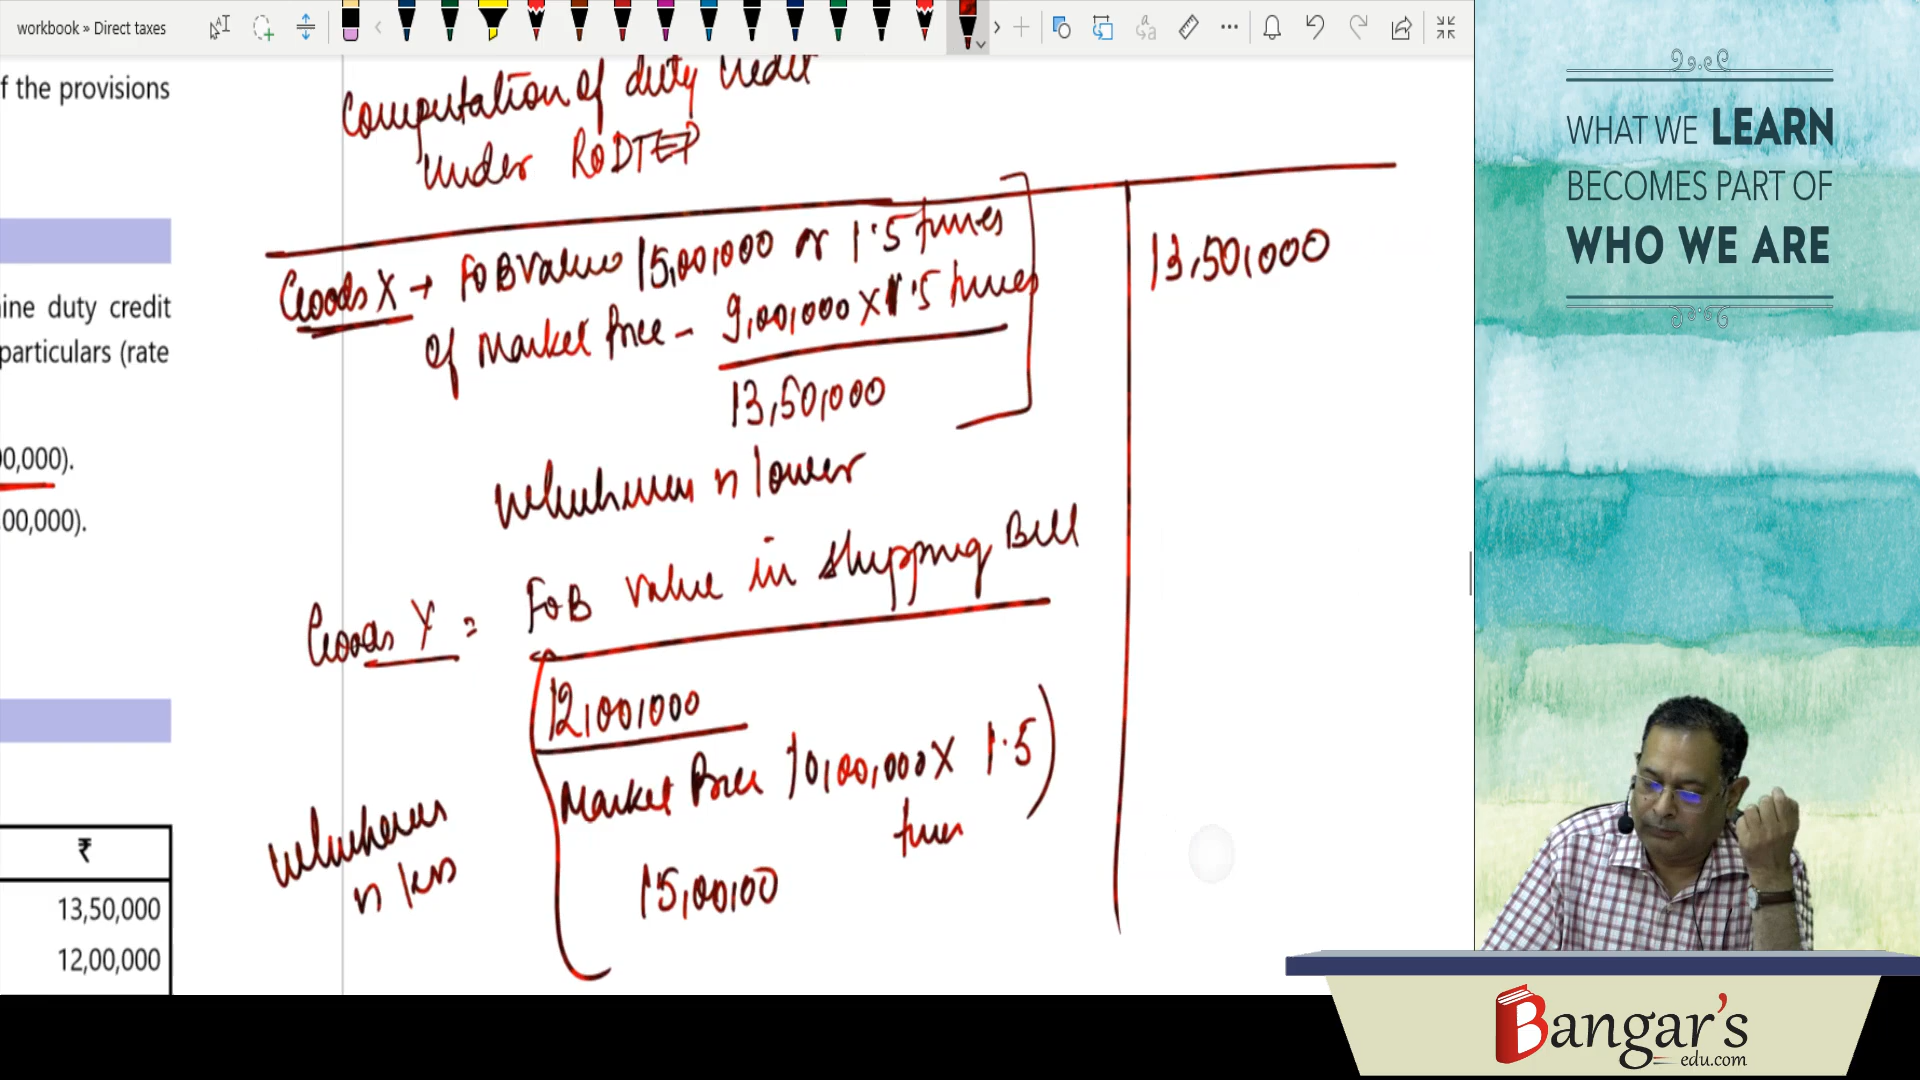 workbook » Direct taxes
f the provisions
ine duty credit
particulars (rate
0,000).
00,000).
₹
13,50,000
12,00,000
Computation of duty credit
under RODTEP
Goods X → FOB Value 15,00,000 or 1.5 times
of Market Price - 9,00,000 X 1.5 times
13,50,000
13,50,000
whichever is lower
Goods Y = FOB value in shipping Bill
12,00,000
Market Price 10,00,000 X 1.5
times
15,00,00
whichever
is less
WHAT WE LEARN
BECOMES PART OF
WHO WE ARE
Bangar's
edu.com